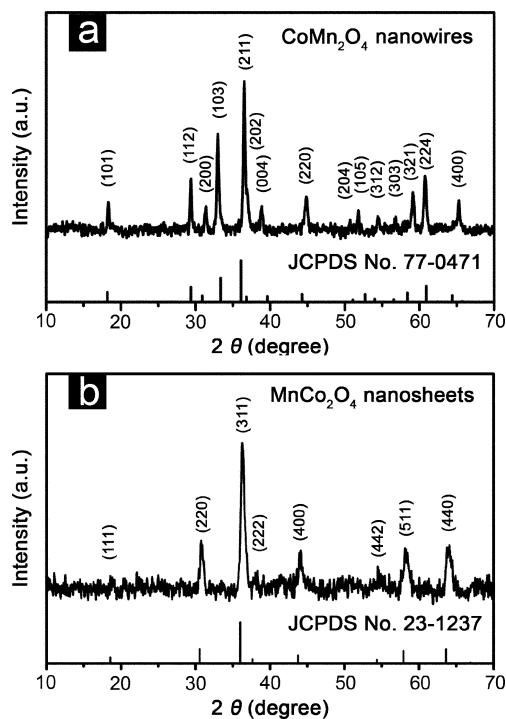 a
CoMn₂O₄ nanowires
Intensity (a.u.)
(101)
(112)
(200)
(103)
(211)
(202)
(004)
(220)
(204)
(105)
(312)
(303)
(321)
(224)
(400)
JCPDS No. 77-0471
10 20 30 40 50 60 70
2 θ (degree)
b
MnCo₂O₄ nanosheets
Intensity (a.u.)
(111)
(220)
(311)
(222)
(400)
(442)
(511)
(440)
JCPDS No. 23-1237
10 20 30 40 50 60 70
2 θ (degree)